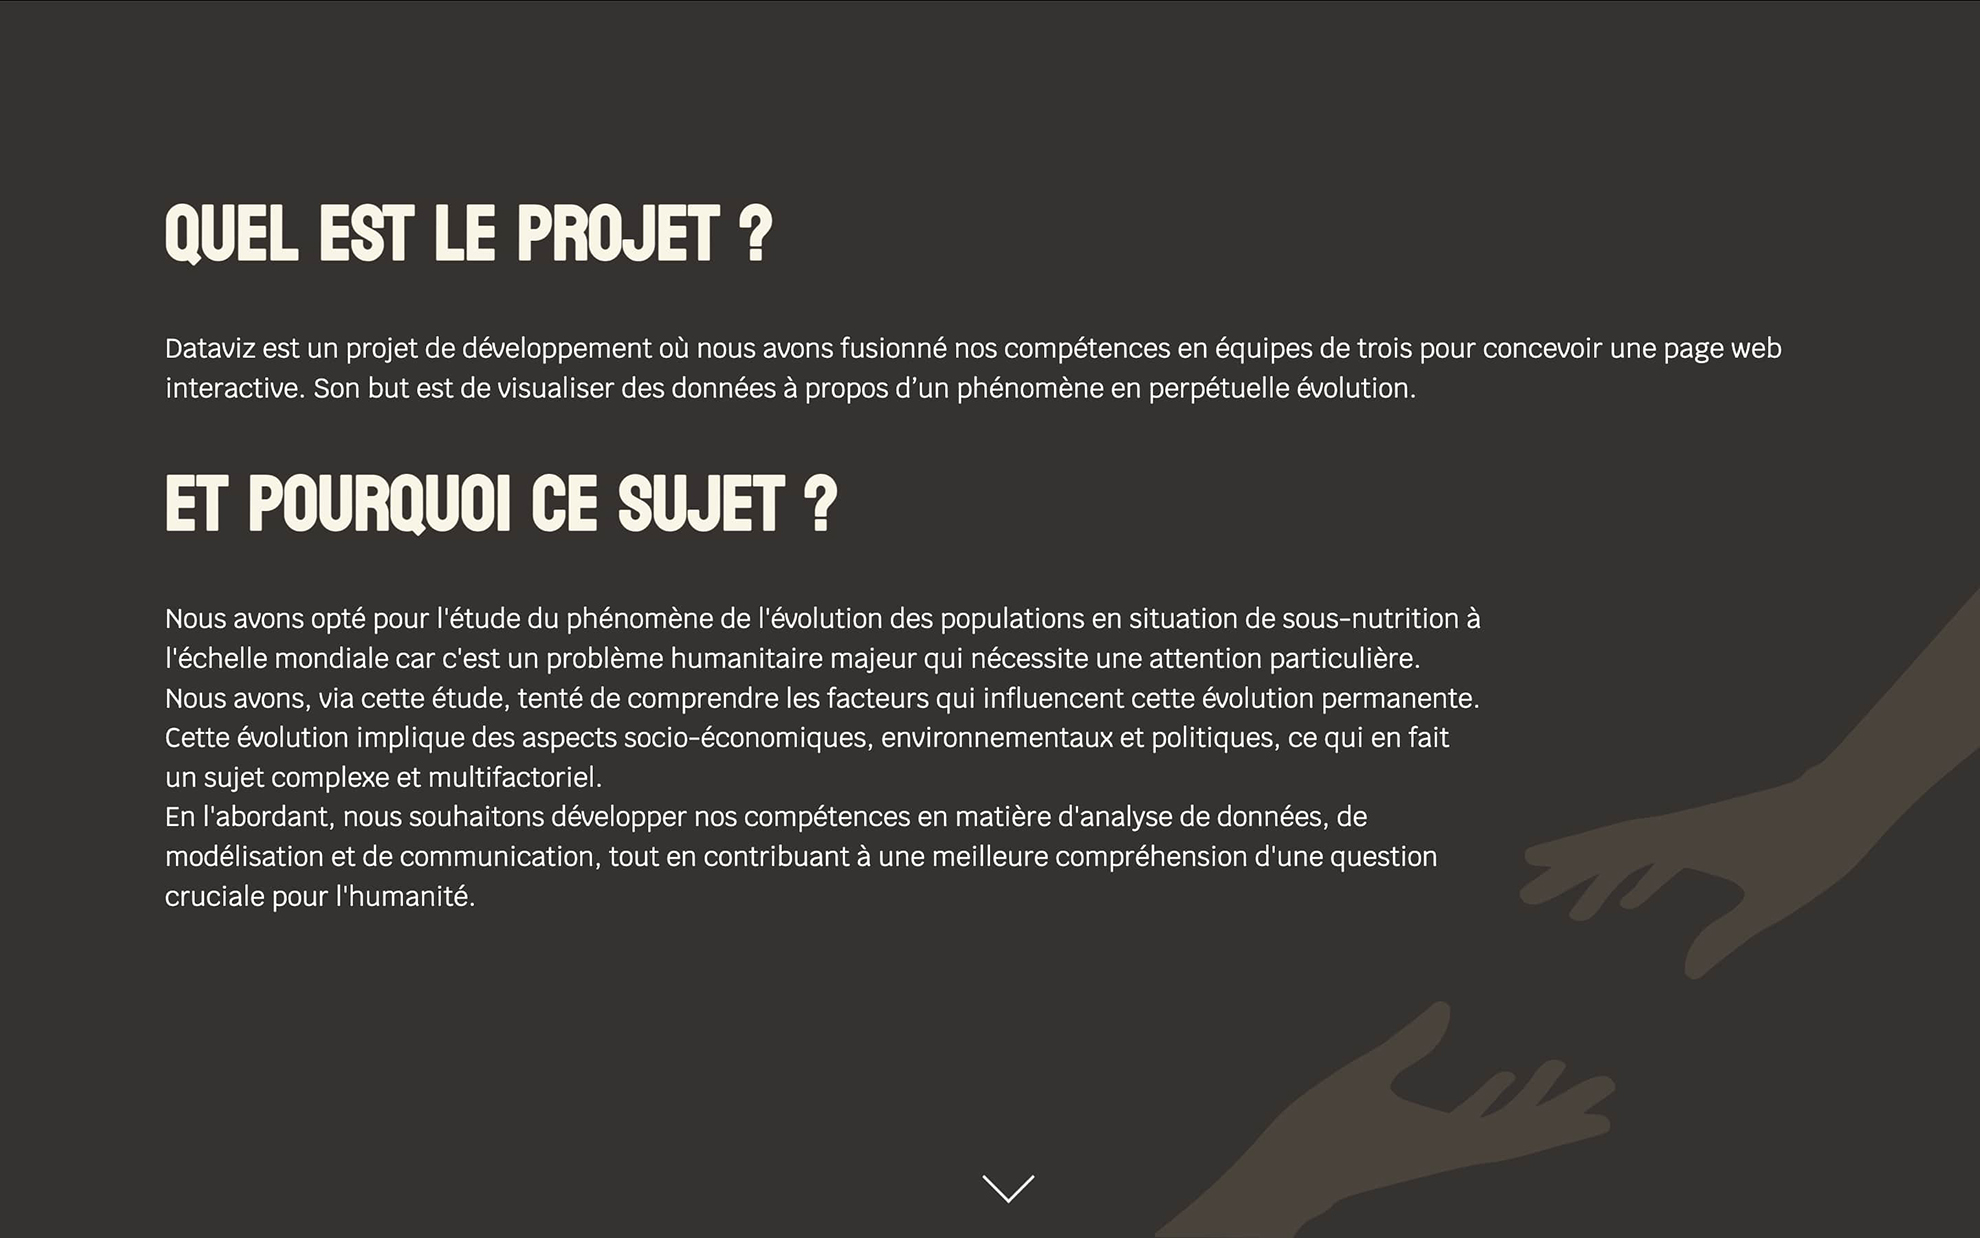 QUEL EST LE PROJET ?
Dataviz est un projet de développement où nous avons fusionné nos compétences en équipes de trois pour concevoir une page web
interactive. Son but est de visualiser des données à propos d’un phénomène en perpétuelle évolution.
ET POURQUOI CE SUJET ?
Nous avons opté pour l'étude du phénomène de l'évolution des populations en situation de sous-nutrition à
l'échelle mondiale car c'est un problème humanitaire majeur qui nécessite une attention particulière.
Nous avons, via cette étude, tenté de comprendre les facteurs qui influencent cette évolution permanente.
Cette évolution implique des aspects socio-économiques, environnementaux et politiques, ce qui en fait
un sujet complexe et multifactoriel.
En l'abordant, nous souhaitons développer nos compétences en matière d'analyse de données, de
modélisation et de communication, tout en contribuant à une meilleure compréhension d'une question
cruciale pour l'humanité.